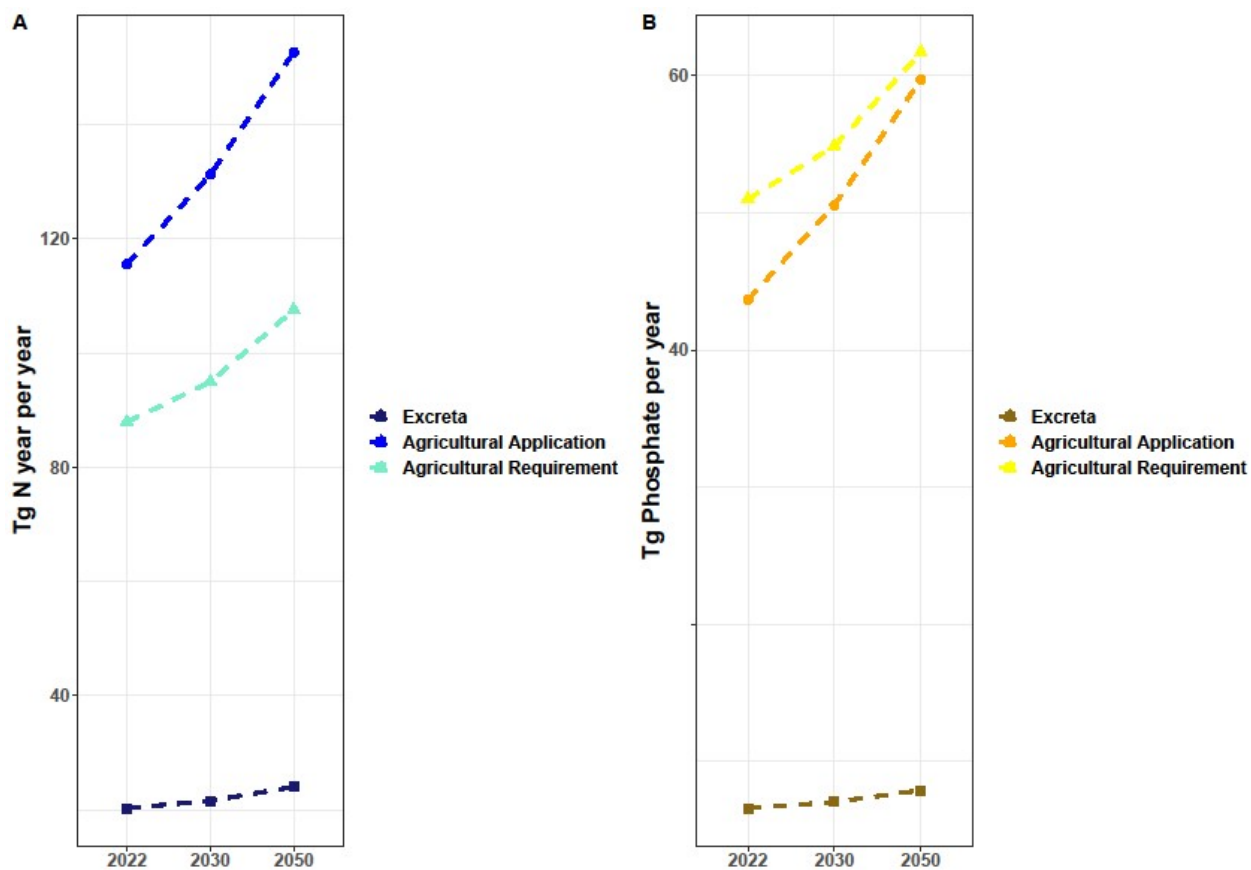 A
Tg N year per year
120
80
40
2022 2030 2050
Excreta
Agricultural Application
Agricultural Requirement
B
Tg Phosphate per year
60
40
2022 2030 2050
Excreta
Agricultural Application
Agricultural Requirement